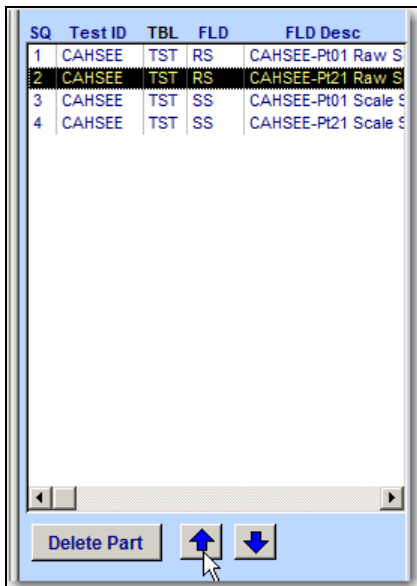 SQ Test ID TBL FLD FLD Desc
1 CAHSEE TST RS CAHSEE-Pt01 Raw S
2 CAHSEE TST RS CAHSEE-Pt21 Raw S
3 CAHSEE TST SS CAHSEE-Pt01 Scale S
4 CAHSEE TST SS CAHSEE-Pt21 Scale S
Delete Part